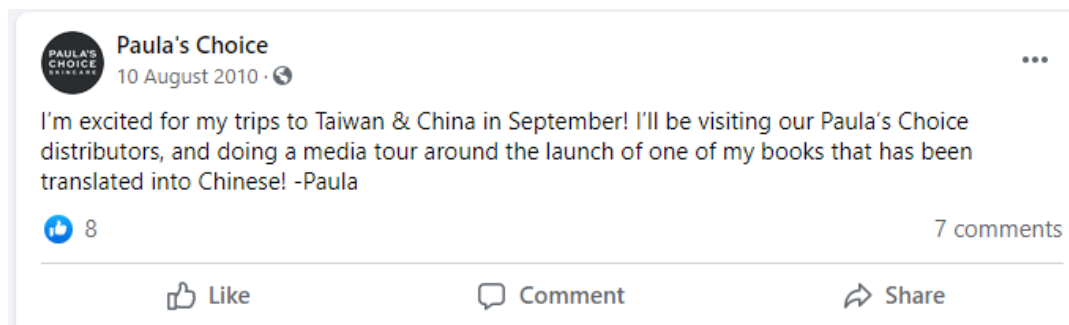 PAULA'S
CHOICE
SKINCARE
Paula's Choice
10 August 2010 ·
I'm excited for my trips to Taiwan & China in September! I'll be visiting our Paula's Choice
distributors, and doing a media tour around the launch of one of my books that has been
translated into Chinese! -Paula
8
7 comments
Like
Comment
Share